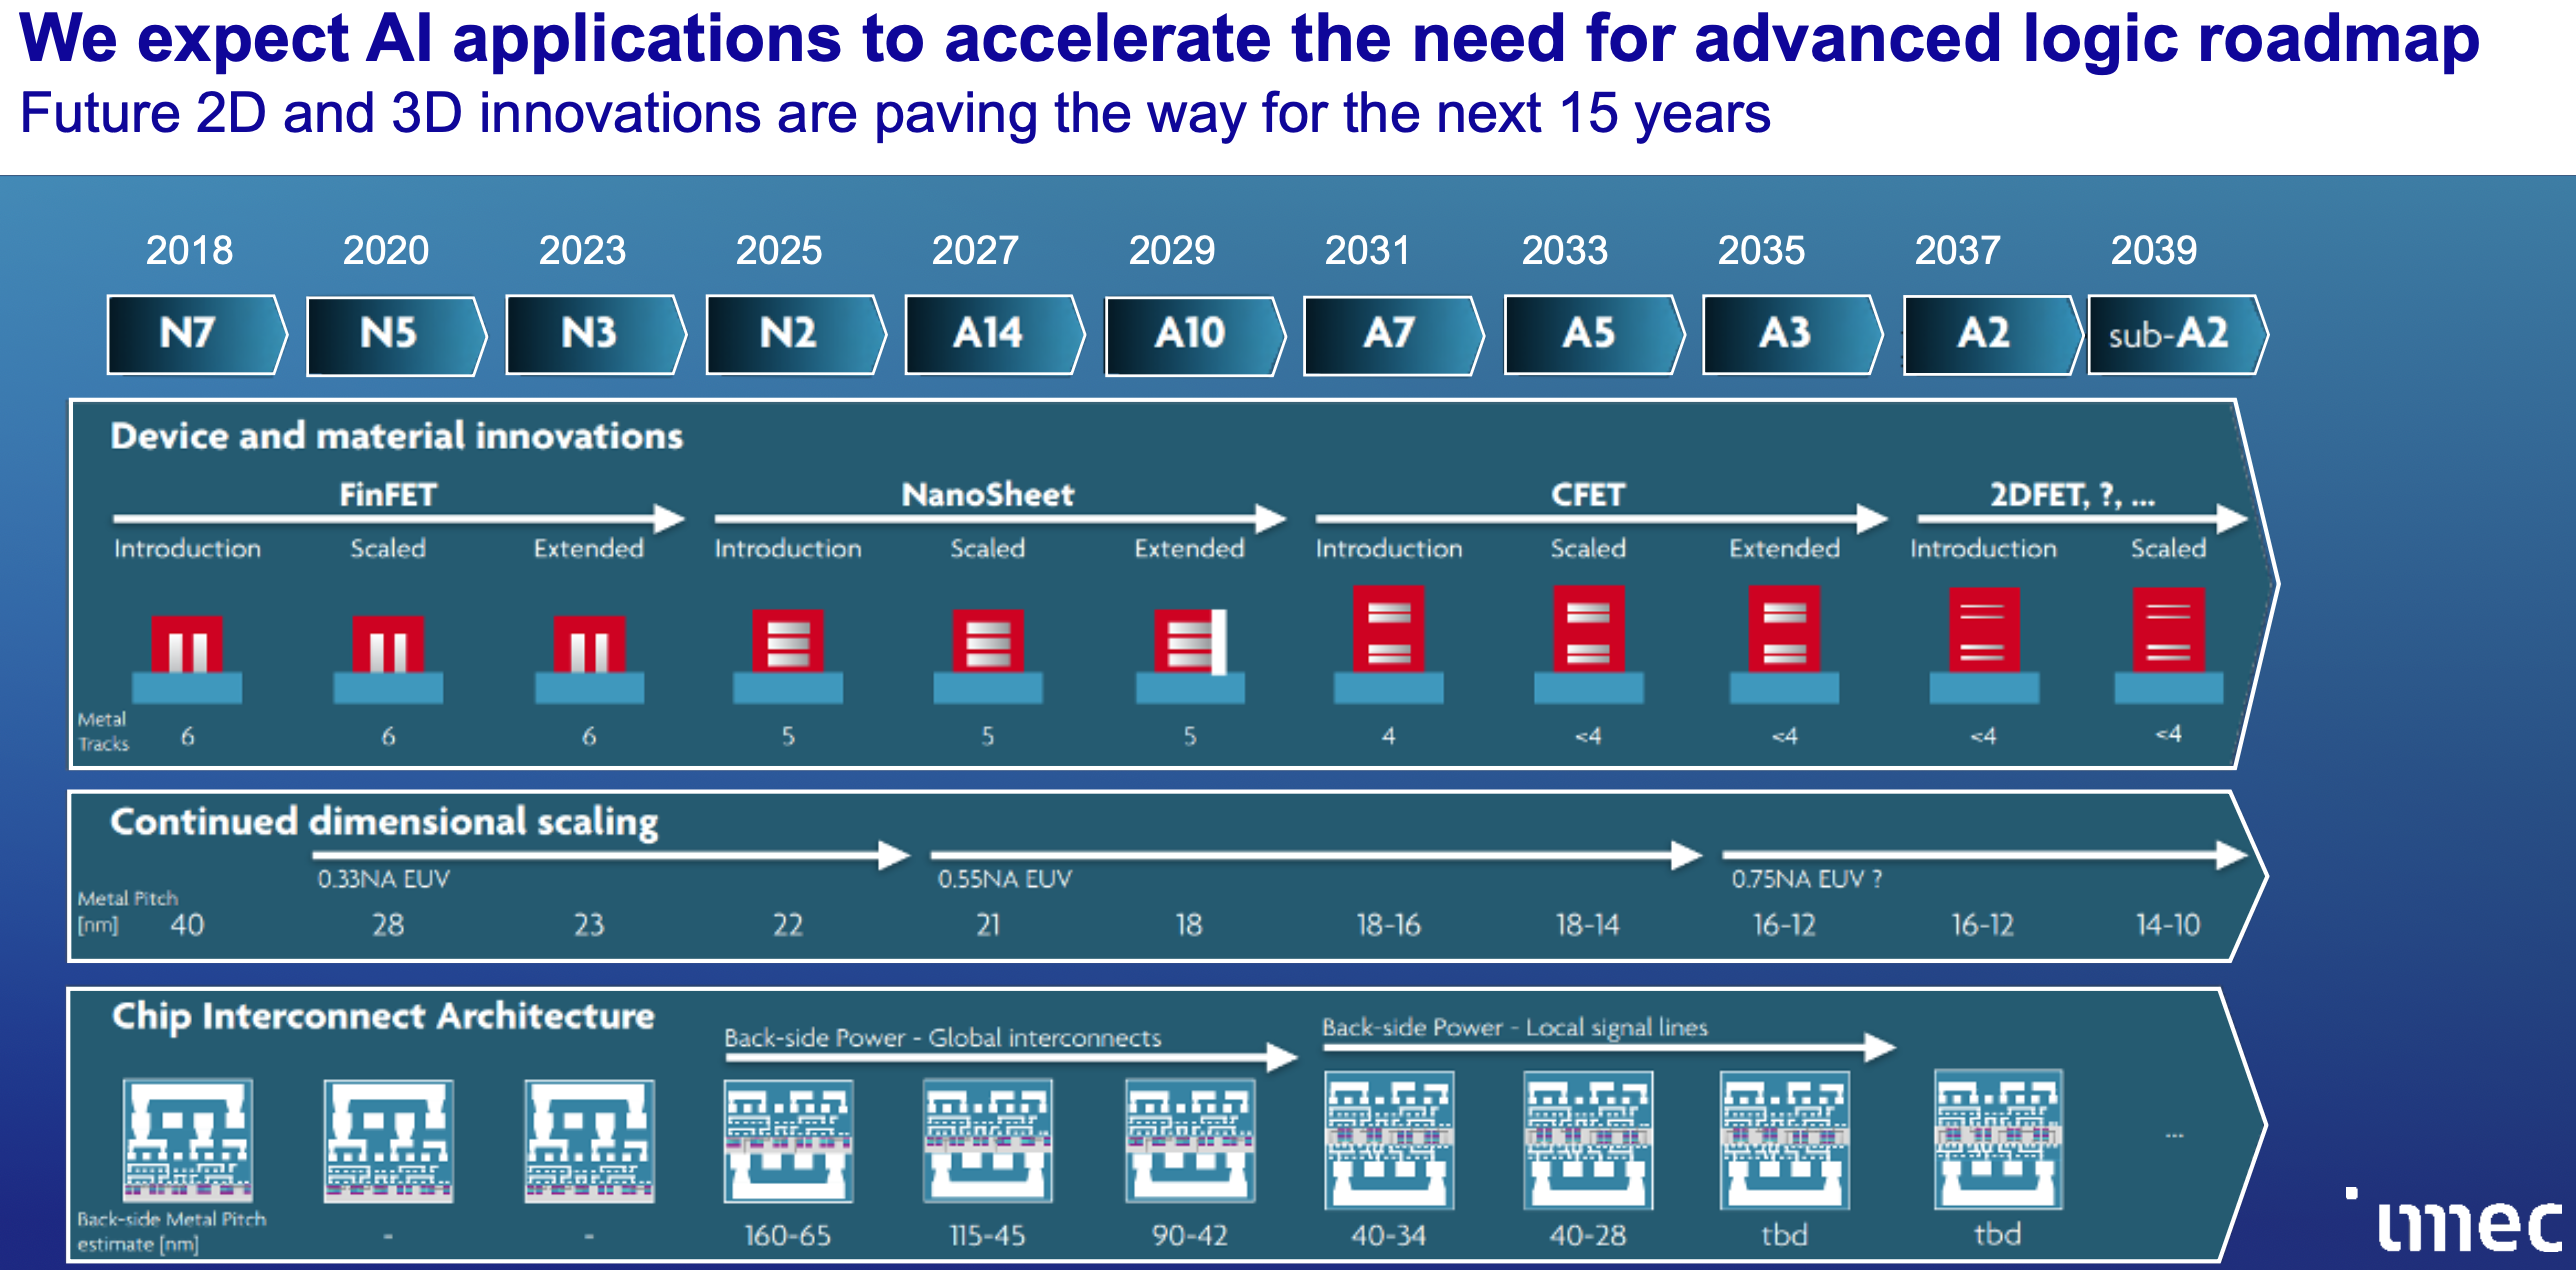 We expect AI applications to accelerate the need for advanced logic roadmap
Future 2D and 3D innovations are paving the way for the next 15 years
2018 2020 2023 2025 2027 2029 2031 2033 2035 2037 2039
N7 N5 N3 N2 A14 A10 A7 A5 A3 A2 sub-A2
Device and material innovations
FinFET NanoSheet CFET 2DFET, ?, ...
Introduction Scaled Extended Introduction Scaled Extended Introduction Scaled Extended Introduction Scaled
Metal
Tracks 6 6 6 5 5 5 4 <4 <4 <4 <4
Continued dimensional scaling
0.33NA EUV 0.55NA EUV 0.75NA EUV ?
Metal Pitch
[nm] 40 28 23 22 21 18 18-16 18-14 16-12 16-12 14-10
Chip Interconnect Architecture
Back-side Power - Global interconnects Back-side Power - Local signal lines
...
Back-side Metal Pitch
estimate [nm] - - 160-65 115-45 90-42 40-34 40-28 tbd tbd
imec